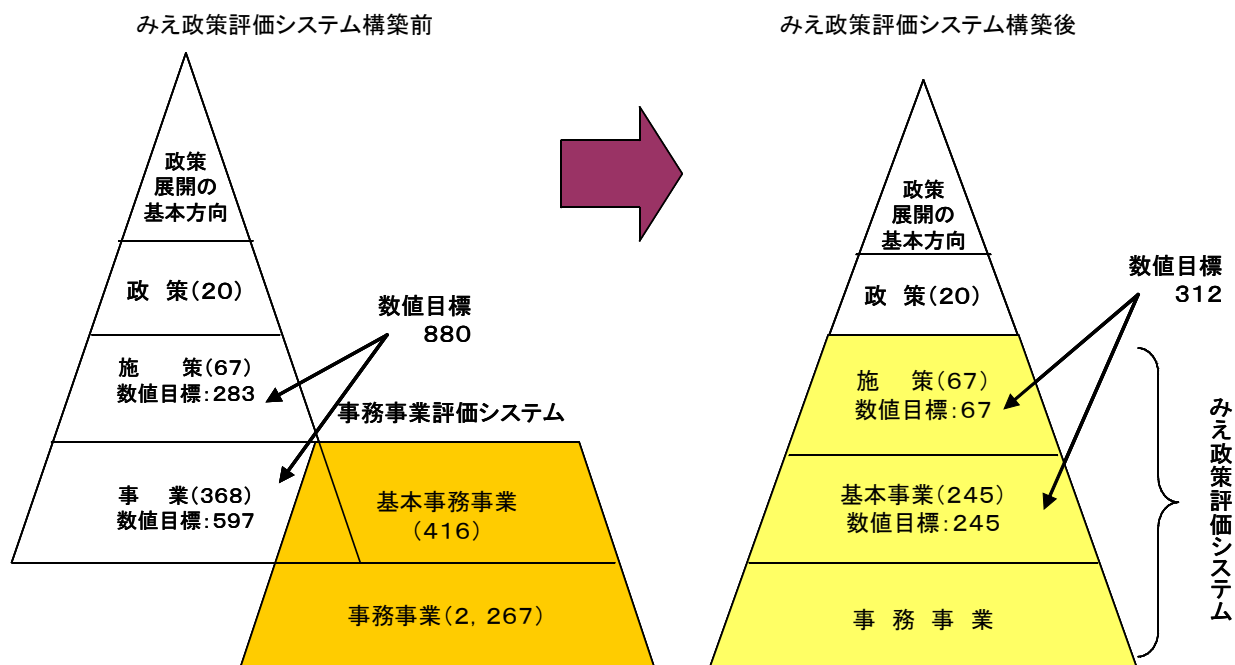 みえ政策評価システム構築前
政策
展開の
基本方向
政 策(20)
数値目標
880
施 策(67)
数値目標:283
事務事業評価システム
事 業(368)
数値目標:597
基本事務事業
(416)
事務事業(2,267)
みえ政策評価システム構築後
政策
展開の
基本方向
政 策(20)
数値目標
312
施 策(67)
数値目標:67
基本事業(245)
数値目標:245
事 務 事 業
みえ政策評価システム